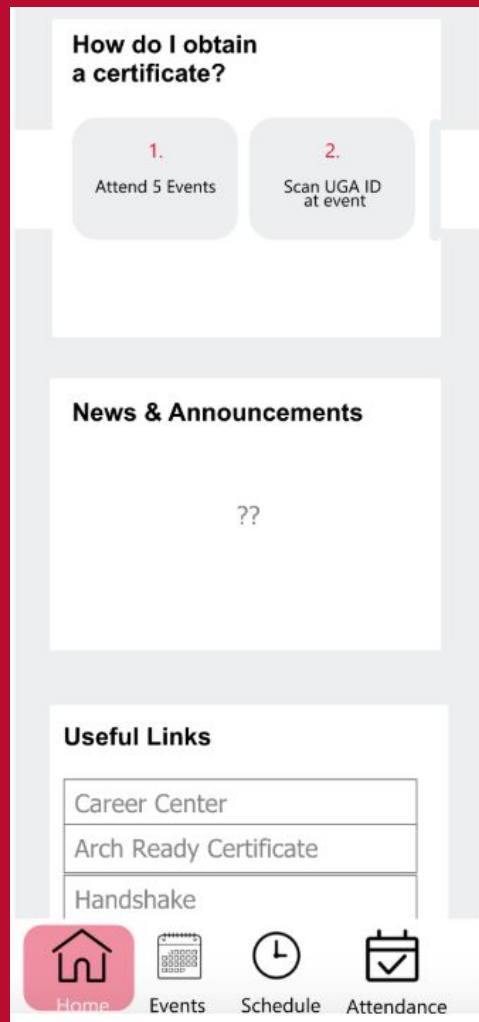 How do I obtain
a certificate?
1.
Attend 5 Events
2.
Scan UGA ID
at event
News & Announcements
??
Useful Links
Career Center
Arch Ready Certificate
Handshake
Home
Events
Schedule
Attendance